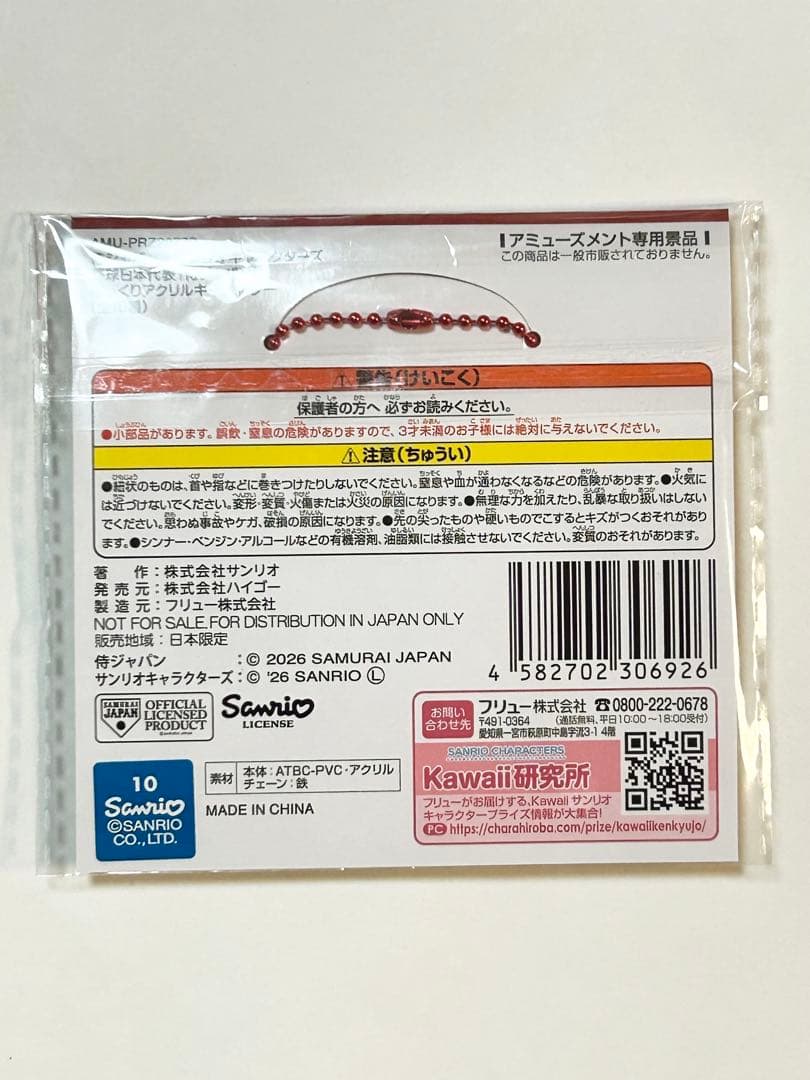 アミューズメント専用景品
この商品は一般市販されておりません。
球日本代表
くりアクリルキ
警告(けいこく)
保護者の方へ 必ずお読みください。
●小部品があります。誤飲・窒息の危険がありますので、3才未満のお子様には絶対に与えないでください。
注意(ちゅうい)
●紐状のものは、首や指などに巻きつけたりしないでください。窒息や血が通わなくなるなどの危険があります。●火気に
は近づけないでください。変形・変質・火傷または火災の原因になります。●無理な力を加えたり、乱暴な取り扱いはしない
でください。思わぬ事故やケガ、破損の原因になります。●先の尖ったものや硬いものでこするとキズがつくおそれがあり
ます。●シンナー・ベンジン・アルコールなどの有機溶剤、油脂類には接触させないでください。変質のおそれがあります。
著 作:株式会社サンリオ
発 売 元:株式会社ハイゴー
製 造 元:フリュー株式会社
NOT FOR SALE.FOR DISTRIBUTION IN JAPAN ONLY
販売地域:日本限定
侍ジャパン :© 2026 SAMURAI JAPAN
サンリオキャラクターズ:© '26 SANRIO Ⓛ
4 582702 306926
SAMURAI JAPAN
OFFICIAL LICENSED PRODUCT
Sanrio LICENSE
お問い合わせ先
フリュー株式会社 ☎0800-222-0678
〒491-0364 (通話無料、平日10:00~18:00受付)
愛知県一宮市萩原町中島字流3-1 4階
SANRIO CHARACTERS
Kawaii研究所
フリューがお届けする、Kawaii サンリオ
キャラクタープライズ情報が大集合!
PC https://charahiroba.com/prize/kawaiikenkyujo/
10
Sanrio
©SANRIO
CO.,LTD.
素材 本体:ATBC-PVC・アクリル
チェーン:鉄
MADE IN CHINA